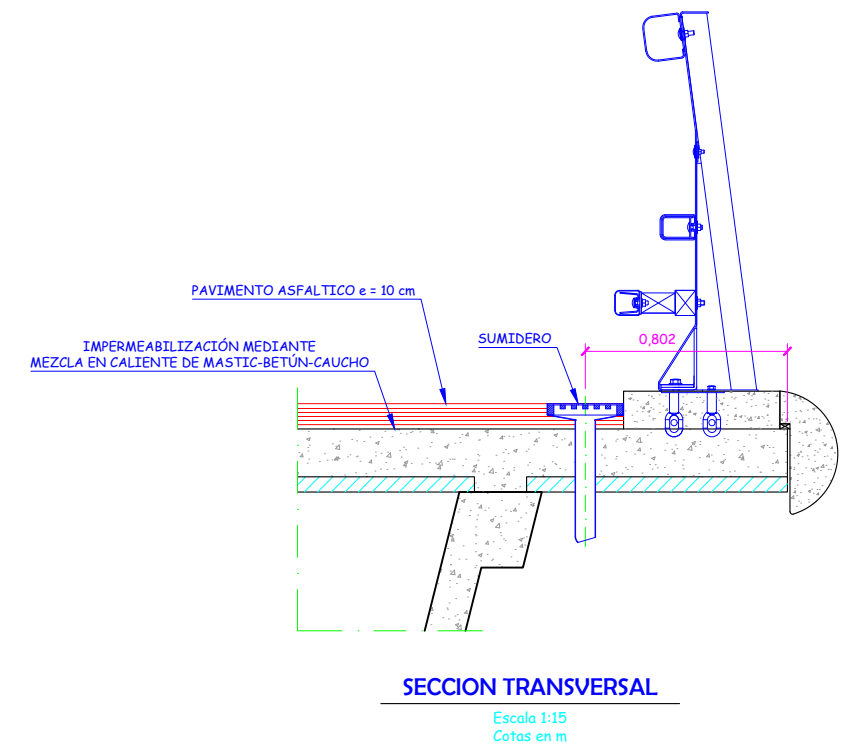 PAVIMENTO ASFALTICO e = 10 cm
IMPERMEABILIZACIÓN MEDIANTE
MEZCLA EN CALIENTE DE MASTIC-BETÚN-CAUCHO
SUMIDERO
0,802
SECCION TRANSVERSAL
Escala 1:15
Cotas en m